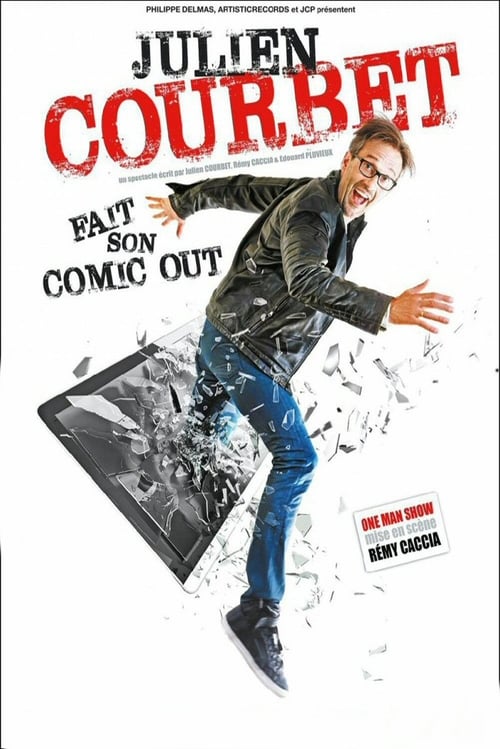 PHILIPPE DELMAS, ARTISTICRECORDS et JCP présentent
JULIEN
COURBET
un spectacle écrit par Julien COURBET, Rémy CACCIA & Edouard PLUVIEUX
FAIT
SON
COMIC OUT
ONE MAN SHOW
mise en scène
RÉMY CACCIA